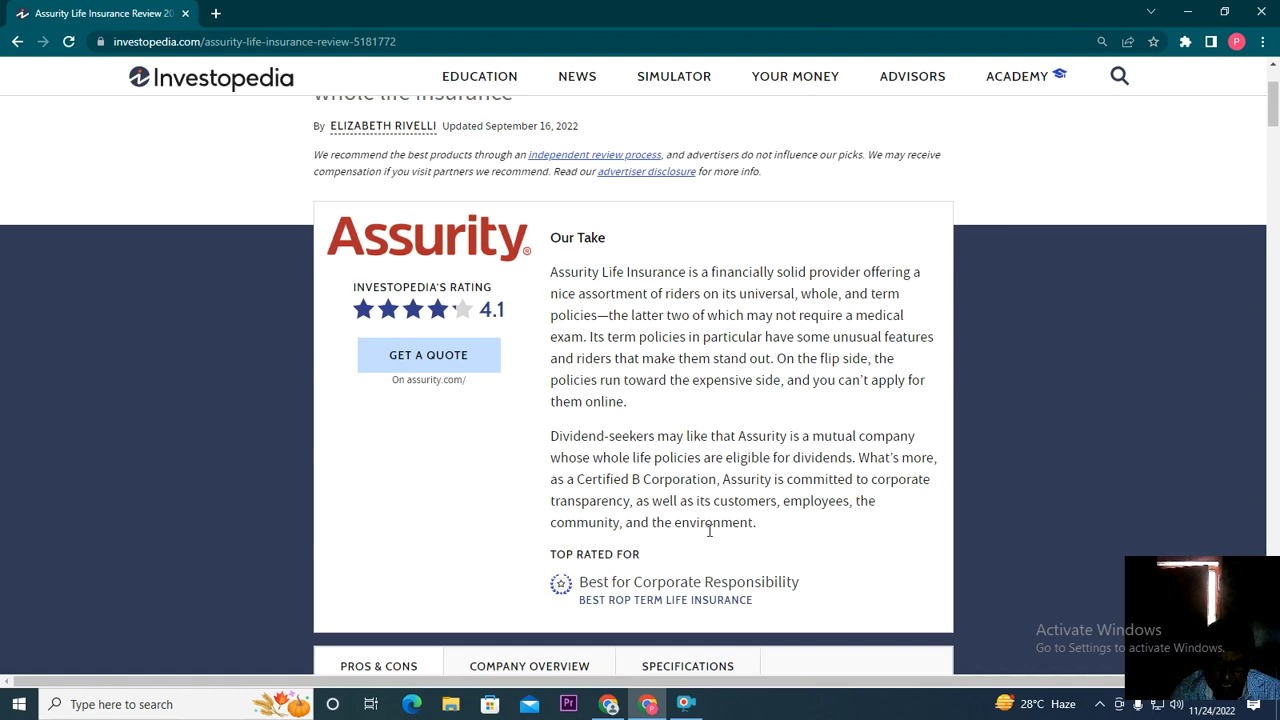 Assurity Life Insurance Review 20
investopedia.com/assurity-life-insurance-review-5181772
P
Investopedia
EDUCATION
NEWS
SIMULATOR
YOUR MONEY
ADVISORS
ACADEMY
whole life insurance
By ELIZABETH RIVELLI Updated September 16, 2022
We recommend the best products through an independent review process, and advertisers do not influence our picks. We may receive
compensation if you visit partners we recommend. Read our advertiser disclosure for more info.
Assurity®
INVESTOPEDIA'S RATING
4.1
GET A QUOTE
On assurity.com/
Our Take
Assurity Life Insurance is a financially solid provider offering a
nice assortment of riders on its universal, whole, and term
policies—the latter two of which may not require a medical
exam. Its term policies in particular have some unusual features
and riders that make them stand out. On the flip side, the
policies run toward the expensive side, and you can’t apply for
them online.
Dividend-seekers may like that Assurity is a mutual company
whose whole life policies are eligible for dividends. What’s more,
as a Certified B Corporation, Assurity is committed to corporate
transparency, as well as its customers, employees, the
community, and the environment.
TOP RATED FOR
Best for Corporate Responsibility
BEST ROP TERM LIFE INSURANCE
PROS & CONS
COMPANY OVERVIEW
SPECIFICATIONS
Activate Windows
Go to Settings to activate Windows.
Type here to search
Pr
P
28°C Haze
11/24/2022